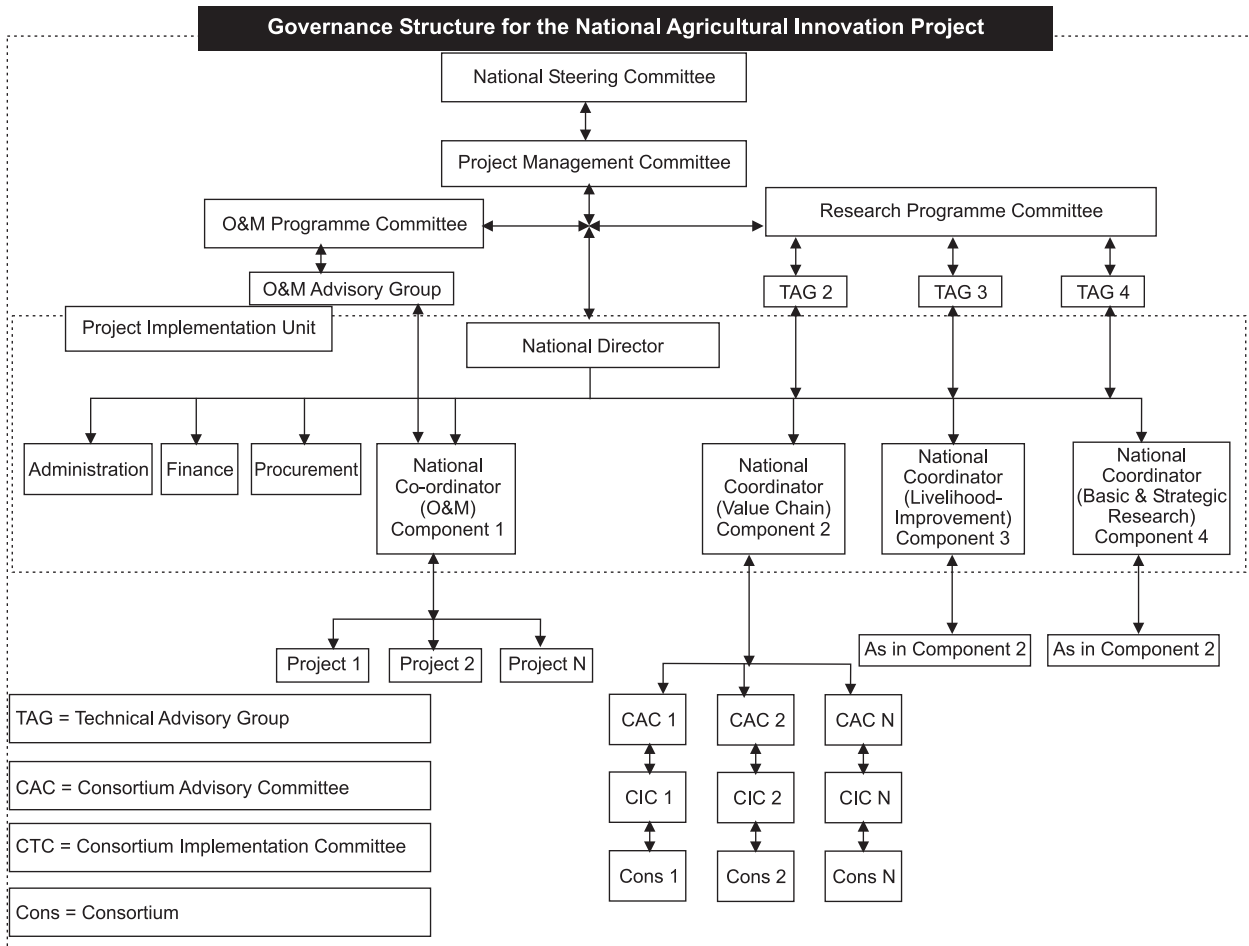 Governance Structure for the National Agricultural Innovation Project
National Steering Committee
Project Management Committee
O&M Programme Committee
Research Programme Committee
O&M Advisory Group
TAG 2
TAG 3
TAG 4
Project Implementation Unit
National Director
Administration
Finance
Procurement
National
Co-ordinator
(O&M)
Component 1
National
Coordinator
(Value Chain)
Component 2
National
Coordinator
(Livelihood-
Improvement)
Component 3
National
Coordinator
(Basic & Strategic
Research)
Component 4
Project 1
Project 2
Project N
As in Component 2
As in Component 2
CAC 1
CAC 2
CAC N
CIC 1
CIC 2
CIC N
Cons 1
Cons 2
Cons N
TAG = Technical Advisory Group
CAC = Consortium Advisory Committee
CTC = Consortium Implementation Committee
Cons = Consortium